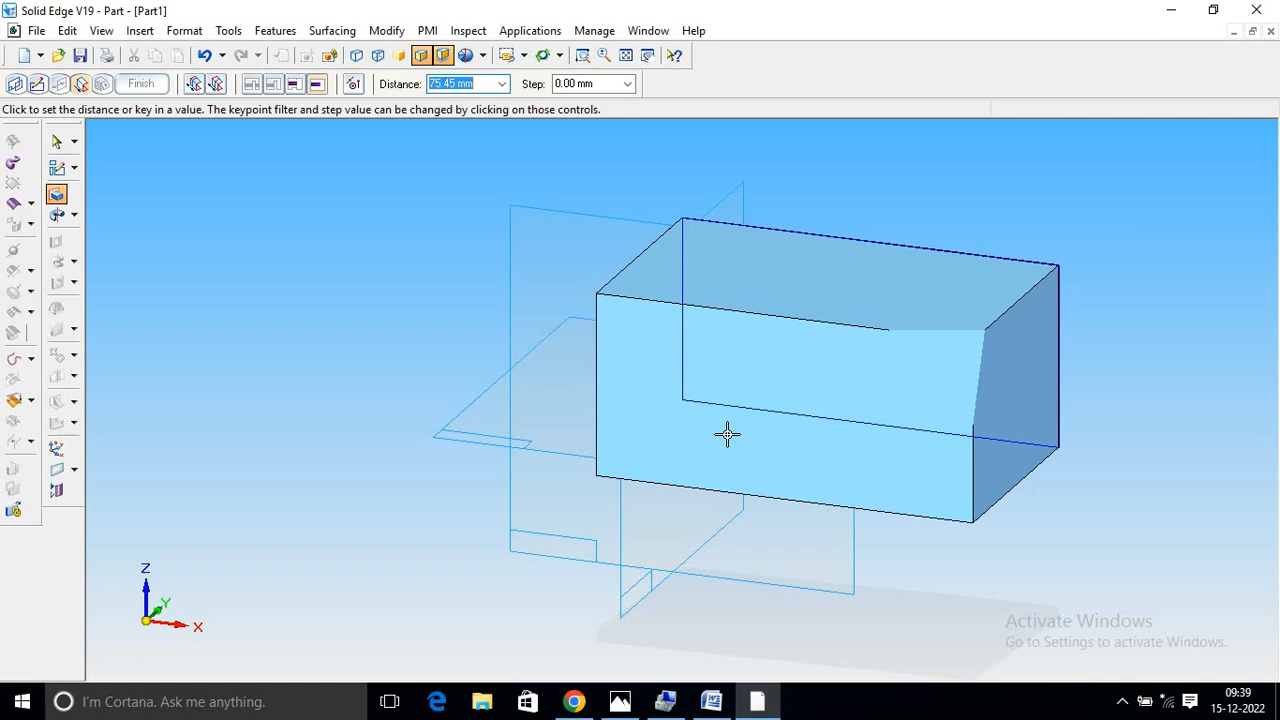 Solid Edge V19 - Part - [Part1]
File Edit View Insert Format Tools Features Surfacing Modify PMI Inspect Applications Manage Window Help
Finish Distance: 75.45 mm Step: 0.00 mm
Click to set the distance or key in a value. The keypoint filter and step value can be changed by clicking on those controls.
Z
Y
X
Activate Windows
Go to Settings to activate Windows.
I'm Cortana. Ask me anything.
09:39
15-12-2022